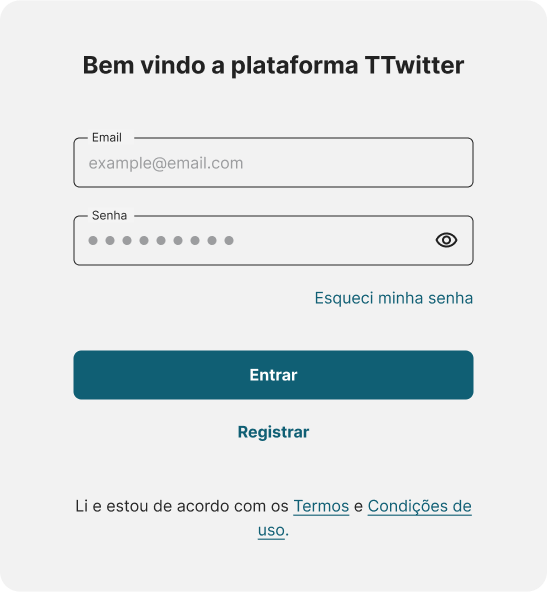 Bem vindo a plataforma TTwitter
Email
example@email.com
Senha
Esqueci minha senha
Entrar
Registrar
Li e estou de acordo com os Termos e Condições de
uso.